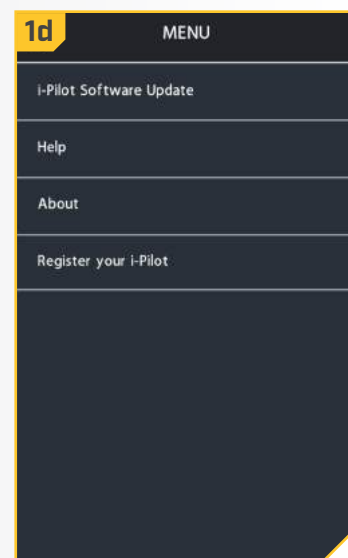 1d
MENU
i-Pilot Software Update
Help
About
Register your i-Pilot